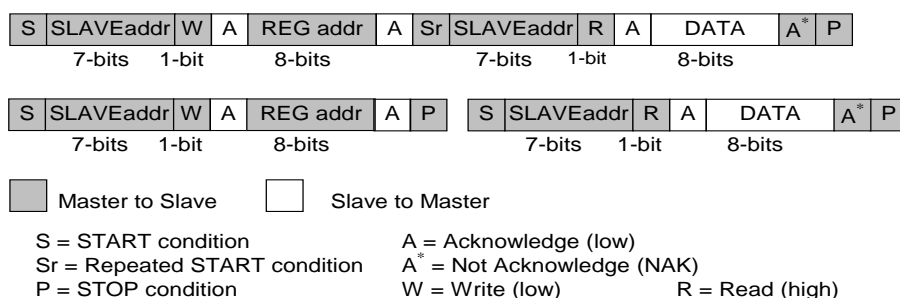 S SLAVEaddr W A REG addr A Sr SLAVEaddr R A DATA A* P
7-bits 1-bit 8-bits 7-bits 1-bit 8-bits
S SLAVEaddr W A REG addr A P S SLAVEaddr R A DATA A* P
7-bits 1-bit 8-bits 7-bits 1-bit 8-bits
Master to Slave Slave to Master
S = START condition A = Acknowledge (low)
Sr = Repeated START condition A* = Not Acknowledge (NAK)
P = STOP condition W = Write (low) R = Read (high)